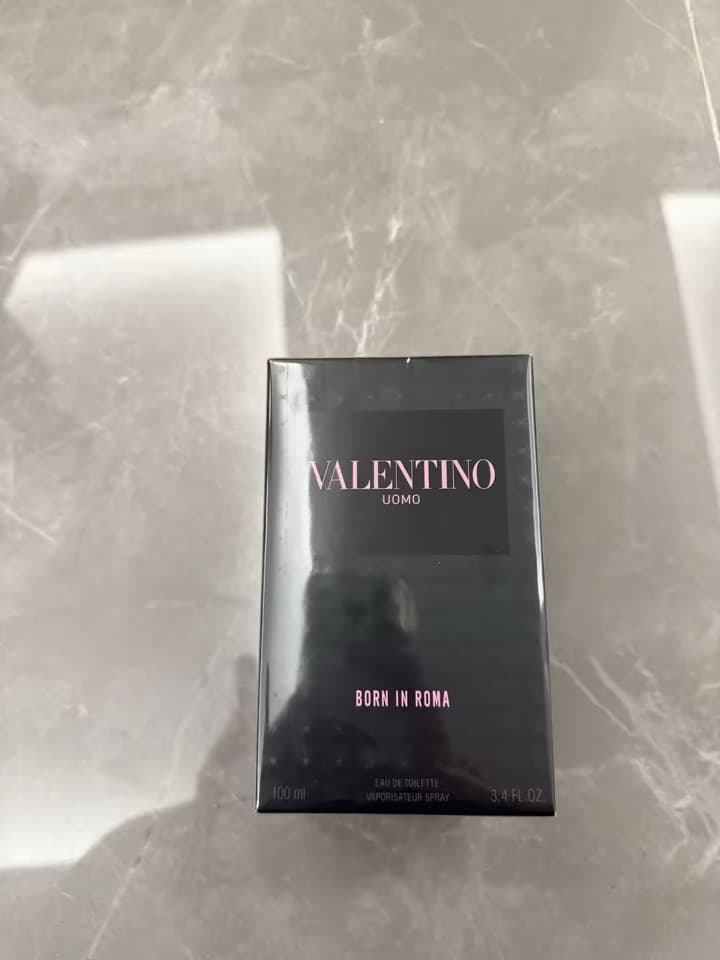 VALENTINO
UOMO
BORN IN ROMA
EAU DE TOILETTE
100 ml VAPORISATEUR SPRAY 3,4 FL.OZ.